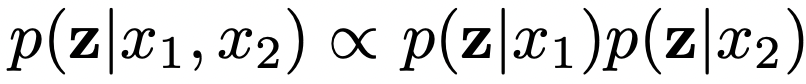 p(𝐳|x₁, x₂) ∝ p(𝐳|x₁)p(𝐳|x₂)